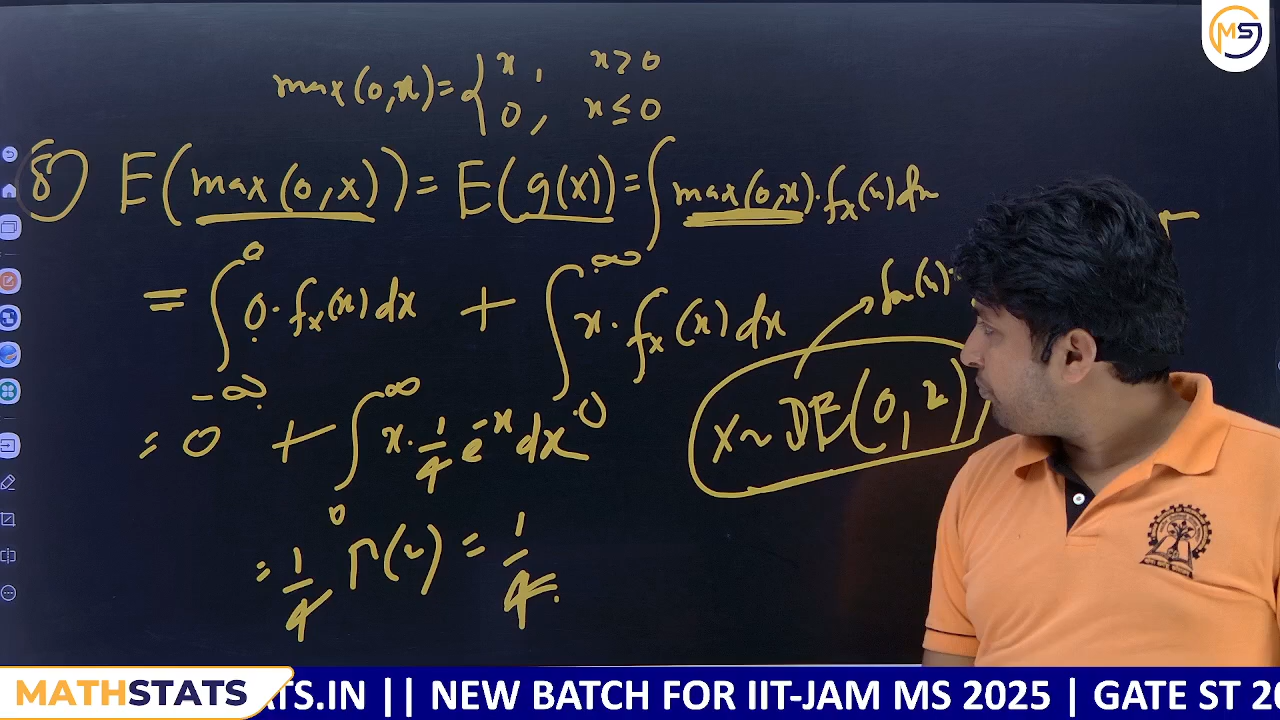 MS
max(0,x) = { x, x>0
0, x≤0
8) E(max(0,x)) = E(g(x)) = ∫ max(0,x)·fx(x)dx
= ∫_{-∞}^{0} 0·fx(x)dx + ∫_{0}^{∞} x·fx(x)dx
X~DE(0,2)
= 0 + ∫_{0}^{∞} x·1/4 e^{-x} dx
= 1/4 Γ(2) = 1/4.
MATHSTATS
ATS.IN || NEW BATCH FOR IIT-JAM MS 2025 | GATE ST 20